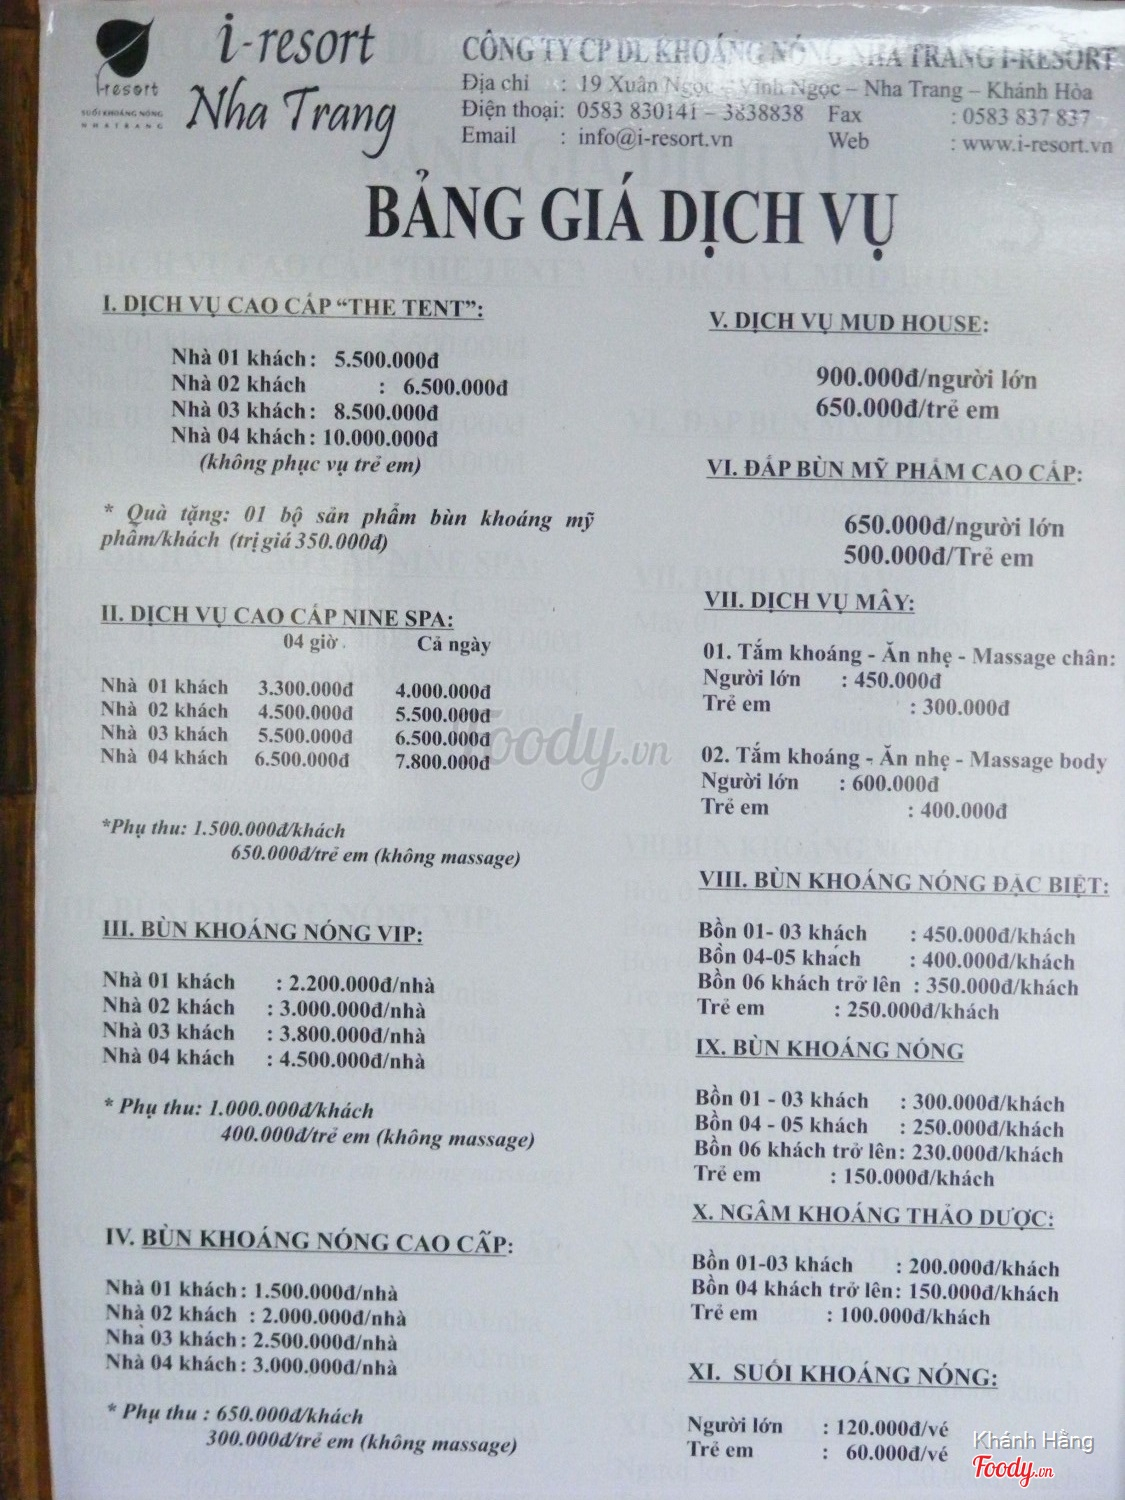 i-resort
SUỐI KHOÁNG NÓNG
NHATRANG
i-resort
Nha Trang
CÔNG TY CP DL KHOÁNG NÓNG NHA TRANG I-RESORT
Địa chỉ : 19 Xuân Ngọc – Vĩnh Ngọc – Nha Trang – Khánh Hòa
Điện thoại: 0583 830141 – 3838838 Fax : 0583 837 837
Email : info@i-resort.vn Web : www.i-resort.vn
BẢNG GIÁ DỊCH VỤ
I. DỊCH VỤ CAO CẤP “THE TENT”:
Nhà 01 khách: 5.500.000đ
Nhà 02 khách : 6.500.000đ
Nhà 03 khách: 8.500.000đ
Nhà 04 khách: 10.000.000đ
(không phục vụ trẻ em)
* Quà tặng: 01 bộ sản phẩm bùn khoáng mỹ
phẩm/khách (trị giá 350.000đ)
II. DỊCH VỤ CAO CẤP NINE SPA:
04 giờ Cả ngày
Nhà 01 khách 3.300.000đ 4.000.000đ
Nhà 02 khách 4.500.000đ 5.500.000đ
Nhà 03 khách 5.500.000đ 6.500.000đ
Nhà 04 khách 6.500.000đ 7.800.000đ
*Phụ thu: 1.500.000đ/khách
650.000đ/trẻ em (không massage)
III. BÙN KHOÁNG NÓNG VIP:
Nhà 01 khách : 2.200.000đ/nhà
Nhà 02 khách : 3.000.000đ/nhà
Nhà 03 khách : 3.800.000đ/nhà
Nhà 04 khách : 4.500.000đ/nhà
* Phụ thu: 1.000.000đ/khách
400.000đ/trẻ em (không massage)
IV. BÙN KHOÁNG NÓNG CAO CẤP:
Nhà 01 khách: 1.500.000đ/nhà
Nhà 02 khách : 2.000.000đ/nhà
Nhà 03 khách: 2.500.000đ/nhà
Nhà 04 khách: 3.000.000đ/nhà
* Phụ thu : 650.000đ/khách
300.000đ/trẻ em (không massage)
V. DỊCH VỤ MUD HOUSE:
900.000đ/người lớn
650.000đ/trẻ em
VI. ĐẮP BÙN MỸ PHẨM CAO CẤP:
650.000đ/người lớn
500.000đ/Trẻ em
VII. DỊCH VỤ MÂY:
01. Tắm khoáng - Ăn nhẹ - Massage chân:
Người lớn : 450.000đ
Trẻ em : 300.000đ
02. Tắm khoáng - Ăn nhẹ - Massage body
Người lớn : 600.000đ
Trẻ em : 400.000đ
VIII. BÙN KHOÁNG NÓNG ĐẶC BIỆT:
Bồn 01- 03 khách : 450.000đ/khách
Bồn 04-05 khách : 400.000đ/khách
Bồn 06 khách trở lên : 350.000đ/khách
Trẻ em : 250.000đ/khách
IX. BÙN KHOÁNG NÓNG
Bồn 01 - 03 khách : 300.000đ/khách
Bồn 04 - 05 khách : 250.000đ/khách
Bồn 06 khách trở lên: 230.000đ/khách
Trẻ em : 150.000đ/khách
X. NGÂM KHOÁNG THẢO DƯỢC:
Bồn 01-03 khách : 200.000đ/khách
Bồn 04 khách trở lên: 150.000đ/khách
Trẻ em : 100.000đ/khách
XI. SUỐI KHOÁNG NÓNG:
Người lớn : 120.000đ/vé
Trẻ em : 60.000đ/vé
Foody.vn
Khánh Hằng
Foody.vn